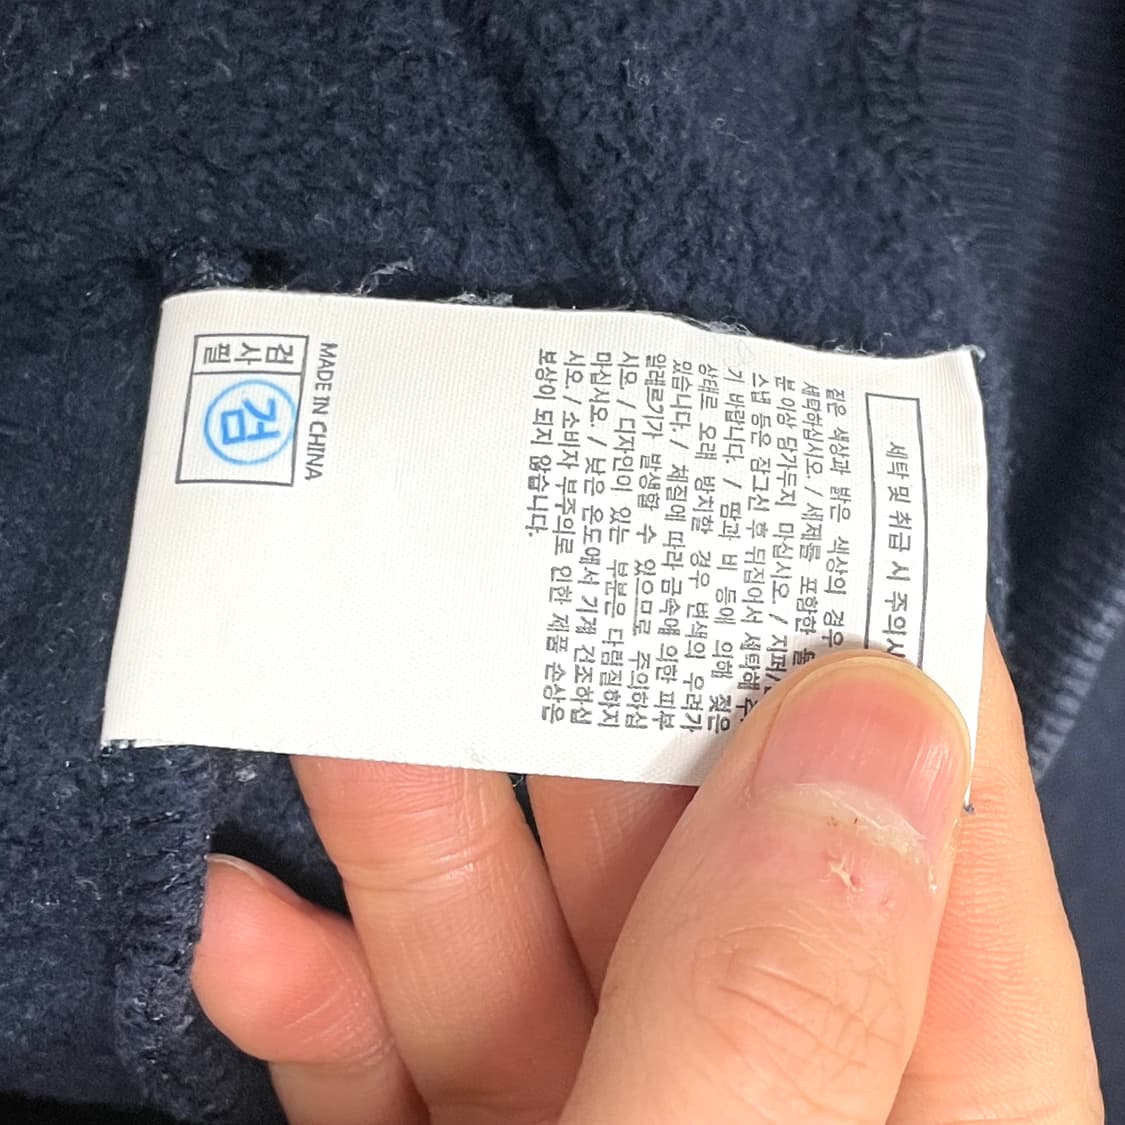 세탁 및 취급 시 주의사
짙은 색상과 밝은 색상의 경우
세탁하십시오. / 세제를 포함한
분 이상 담가두지 마십시오. / 지퍼/
스냅 등은 잠그신 후 뒤집어서 세탁해 주
기 바랍니다. / 땀과 비 등에 의해 젖은
상태로 오래 방치할 경우 변색의 우려가
있습니다. / 체질에 따라 금속에 의한 피부
알레르기가 발생할 수 있으므로 주의하십
시오. / 디자인이 있는 부분은 다림질하지
마십시오. / 낮은 온도에서 기계 건조하십
시오. / 소비자 부주의로 인한 제품 손상은
보상이 되지 않습니다.
MADE IN CHINA
검
사
필
검